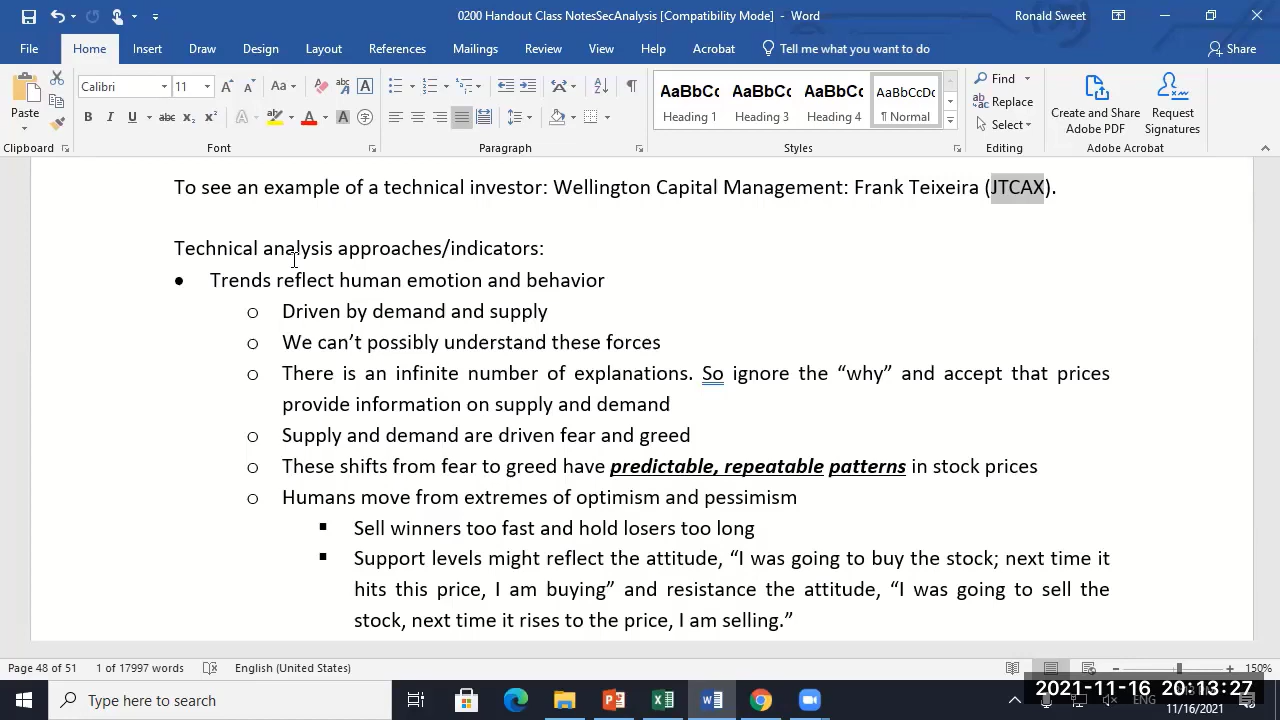 0200 Handout Class NotesSecAnalysis [Compatibility Mode] - Word
Ronald Sweet
File Home Insert Draw Design Layout References Mailings Review View Help Acrobat Tell me what you want to do Share
Paste
Calibri 11
AaBbCc AaBbCc AaBbCc AaBbCcDc
Heading 1 Heading 3 Heading 4 ¶ Normal
Find
Replace
Select
Create and Share Adobe PDF
Request Signatures
Clipboard Font Paragraph Styles Editing Adobe Acrobat
To see an example of a technical investor: Wellington Capital Management: Frank Teixeira (JTCAX).
Technical analysis approaches/indicators:
• Trends reflect human emotion and behavior
o Driven by demand and supply
o We can’t possibly understand these forces
o There is an infinite number of explanations. So ignore the “why” and accept that prices
provide information on supply and demand
o Supply and demand are driven fear and greed
o These shifts from fear to greed have predictable, repeatable patterns in stock prices
o Humans move from extremes of optimism and pessimism
▪ Sell winners too fast and hold losers too long
▪ Support levels might reflect the attitude, “I was going to buy the stock; next time it
hits this price, I am buying” and resistance the attitude, “I was going to sell the
stock, next time it rises to the price, I am selling.”
Page 48 of 51 1 of 17997 words English (United States) 150%
Type here to search
2021-11-16 20:13:27
ENG
11/16/2021